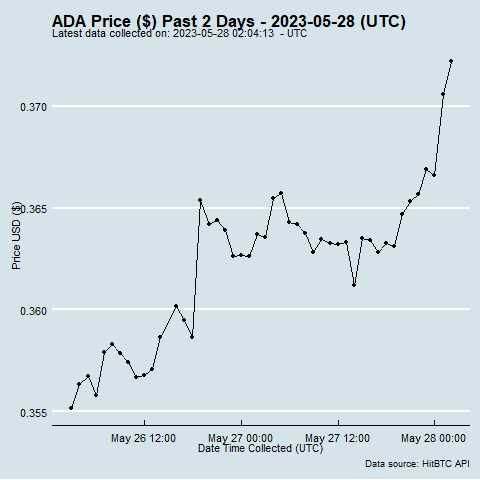 ADA Price ($) Past 2 Days - 2023-05-28 (UTC)
Latest data collected on: 2023-05-28 02:04:13  - UTC
0.370
0.365
0.360
0.355
Price USD ($)
May 26 12:00
May 27 00:00
May 27 12:00
May 28 00:00
Date Time Collected (UTC)
Data source: HitBTC API